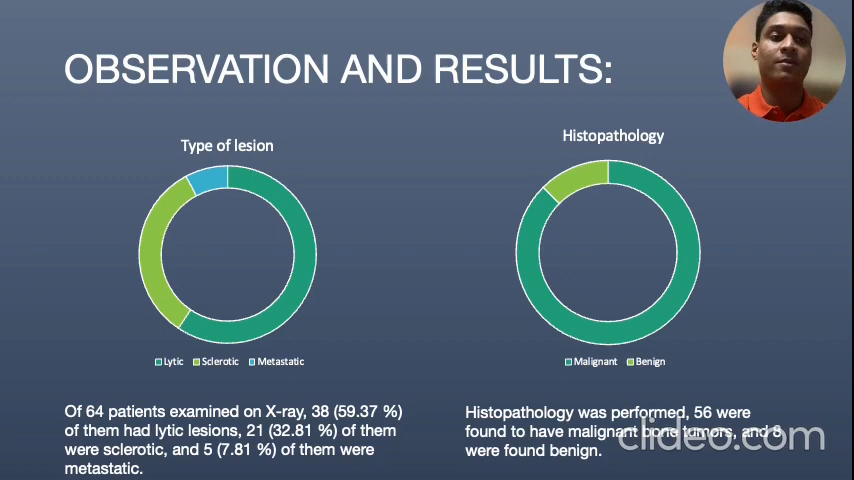 OBSERVATION AND RESULTS:
Type of lesion
Lytic Sclerotic Metastatic
Of 64 patients examined on X-ray, 38 (59.37 %)
of them had lytic lesions, 21 (32.81 %) of them
were sclerotic, and 5 (7.81 %) of them were
metastatic.
Histopathology
Malignant Benign
Histopathology was performed, 56 were
found to have malignant bone tumors, and 8
were found benign.
clideo.com